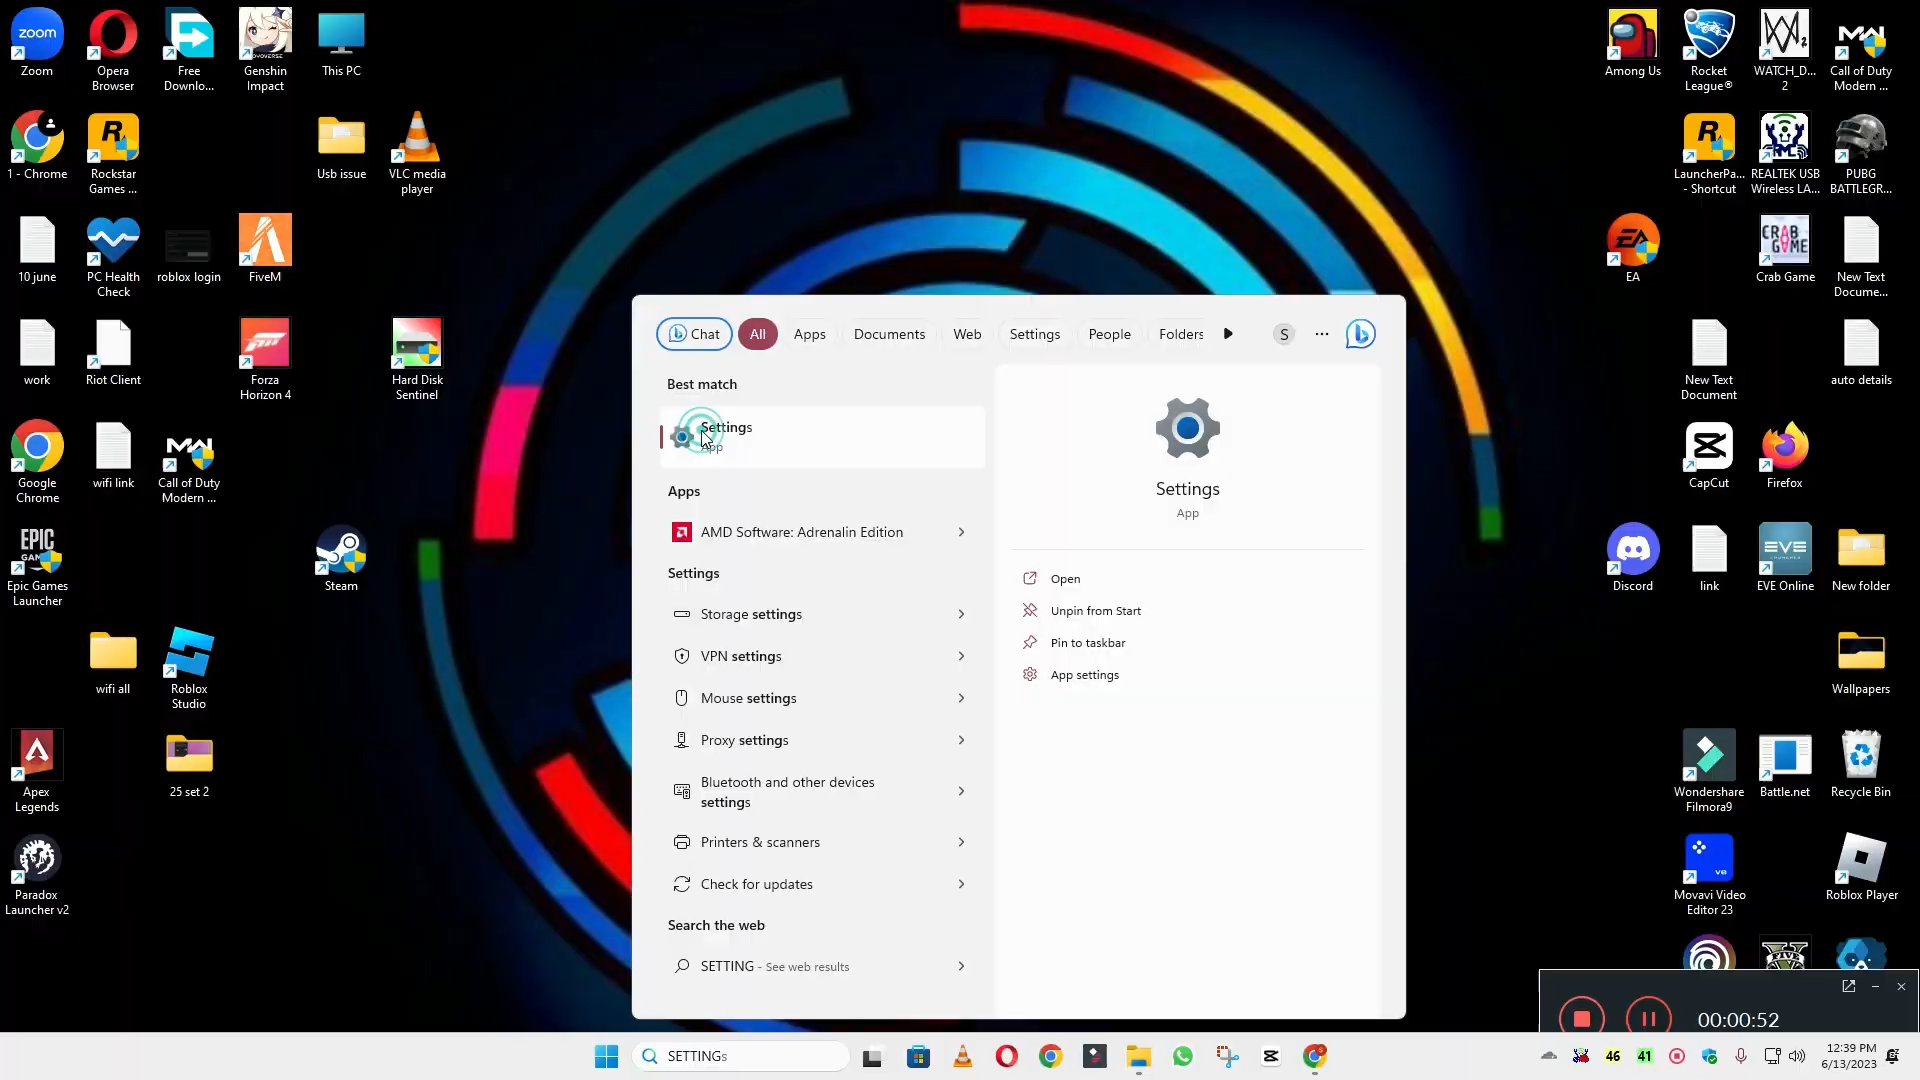 Zoom
Opera
Browser
Free
Downlo...
Genshin
Impact
This PC
1 - Chrome
Rockstar
Games ...
Usb issue
VLC media
player
10 june
PC Health
Check
roblox login
FiveM
work
Riot Client
Forza
Horizon 4
Hard Disk
Sentinel
Google
Chrome
wifi link
Call of Duty
Modern ...
Epic Games
Launcher
Steam
wifi all
Roblox
Studio
Apex
Legends
25 set 2
Paradox
Launcher v2
Chat
All
Apps
Documents
Web
Settings
People
Folders
S
Best match
Settings
App
Apps
AMD Software: Adrenalin Edition
Settings
Storage settings
VPN settings
Mouse settings
Proxy settings
Bluetooth and other devices
settings
Printers & scanners
Check for updates
Search the web
SETTING - See web results
Settings
App
Open
Unpin from Start
Pin to taskbar
App settings
Among Us
Rocket
League®
WATCH_D...
2
Call of Duty
Modern ...
LauncherPa...
- Shortcut
REALTEK USB
Wireless LA...
PUBG
BATTLEGR...
EA
Crab Game
New Text
Docume...
New Text
Document
auto details
CapCut
Firefox
Discord
link
EVE Online
New folder
Wallpapers
Wondershare
Filmora9
Battle.net
Recycle Bin
Movavi Video
Editor 23
Roblox Player
00:00:52
SETTINGs
46
41
12:39 PM
6/13/2023